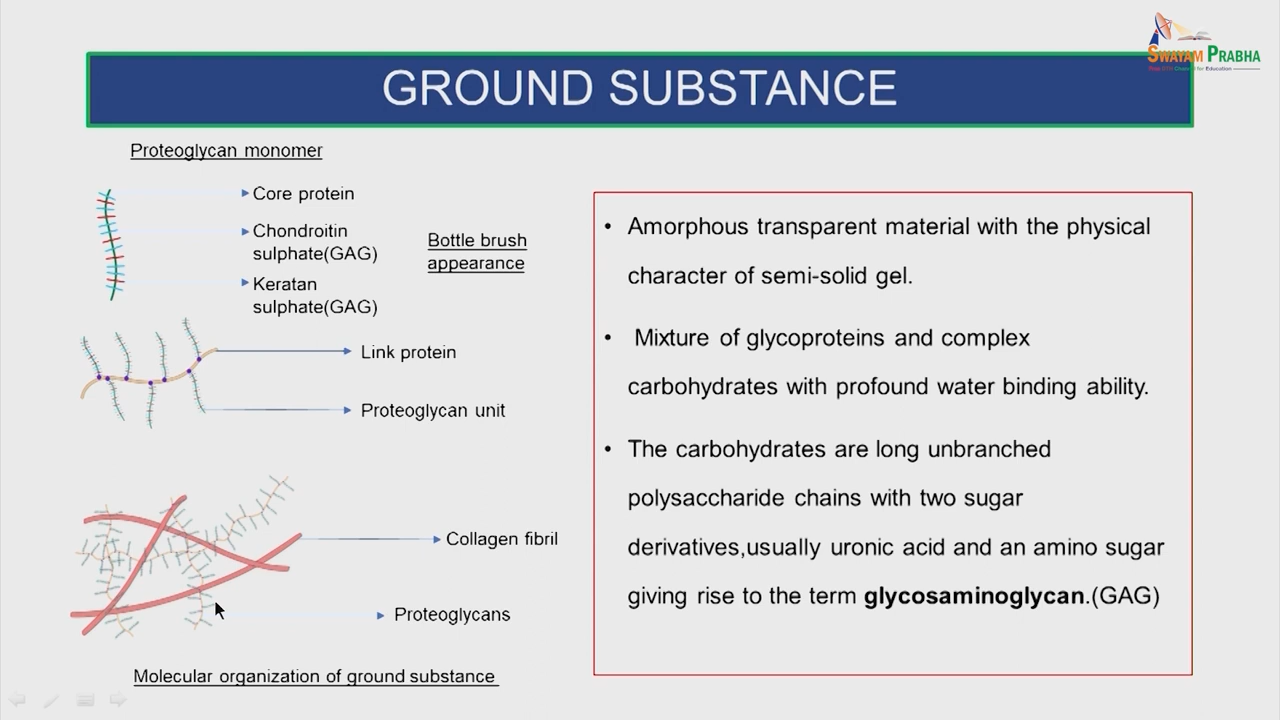 SWAYAM PRABHA
GROUND SUBSTANCE
Proteoglycan monomer
Core protein
Chondroitin
sulphate(GAG)
Keratan
sulphate(GAG)
Bottle brush
appearance
Link protein
Proteoglycan unit
Collagen fibril
Proteoglycans
Molecular organization of ground substance
• Amorphous transparent material with the physical
character of semi-solid gel.
• Mixture of glycoproteins and complex
carbohydrates with profound water binding ability.
• The carbohydrates are long unbranched
polysaccharide chains with two sugar
derivatives,usually uronic acid and an amino sugar
giving rise to the term glycosaminoglycan.(GAG)